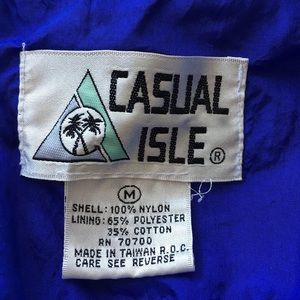 CASUAL
ISLE®
M
SHELL: 100% NYLON
LINING: 65% POLYESTER
35% COTTON
RN 70700
MADE IN TAIWAN R.O.C.
CARE SEE REVERSE